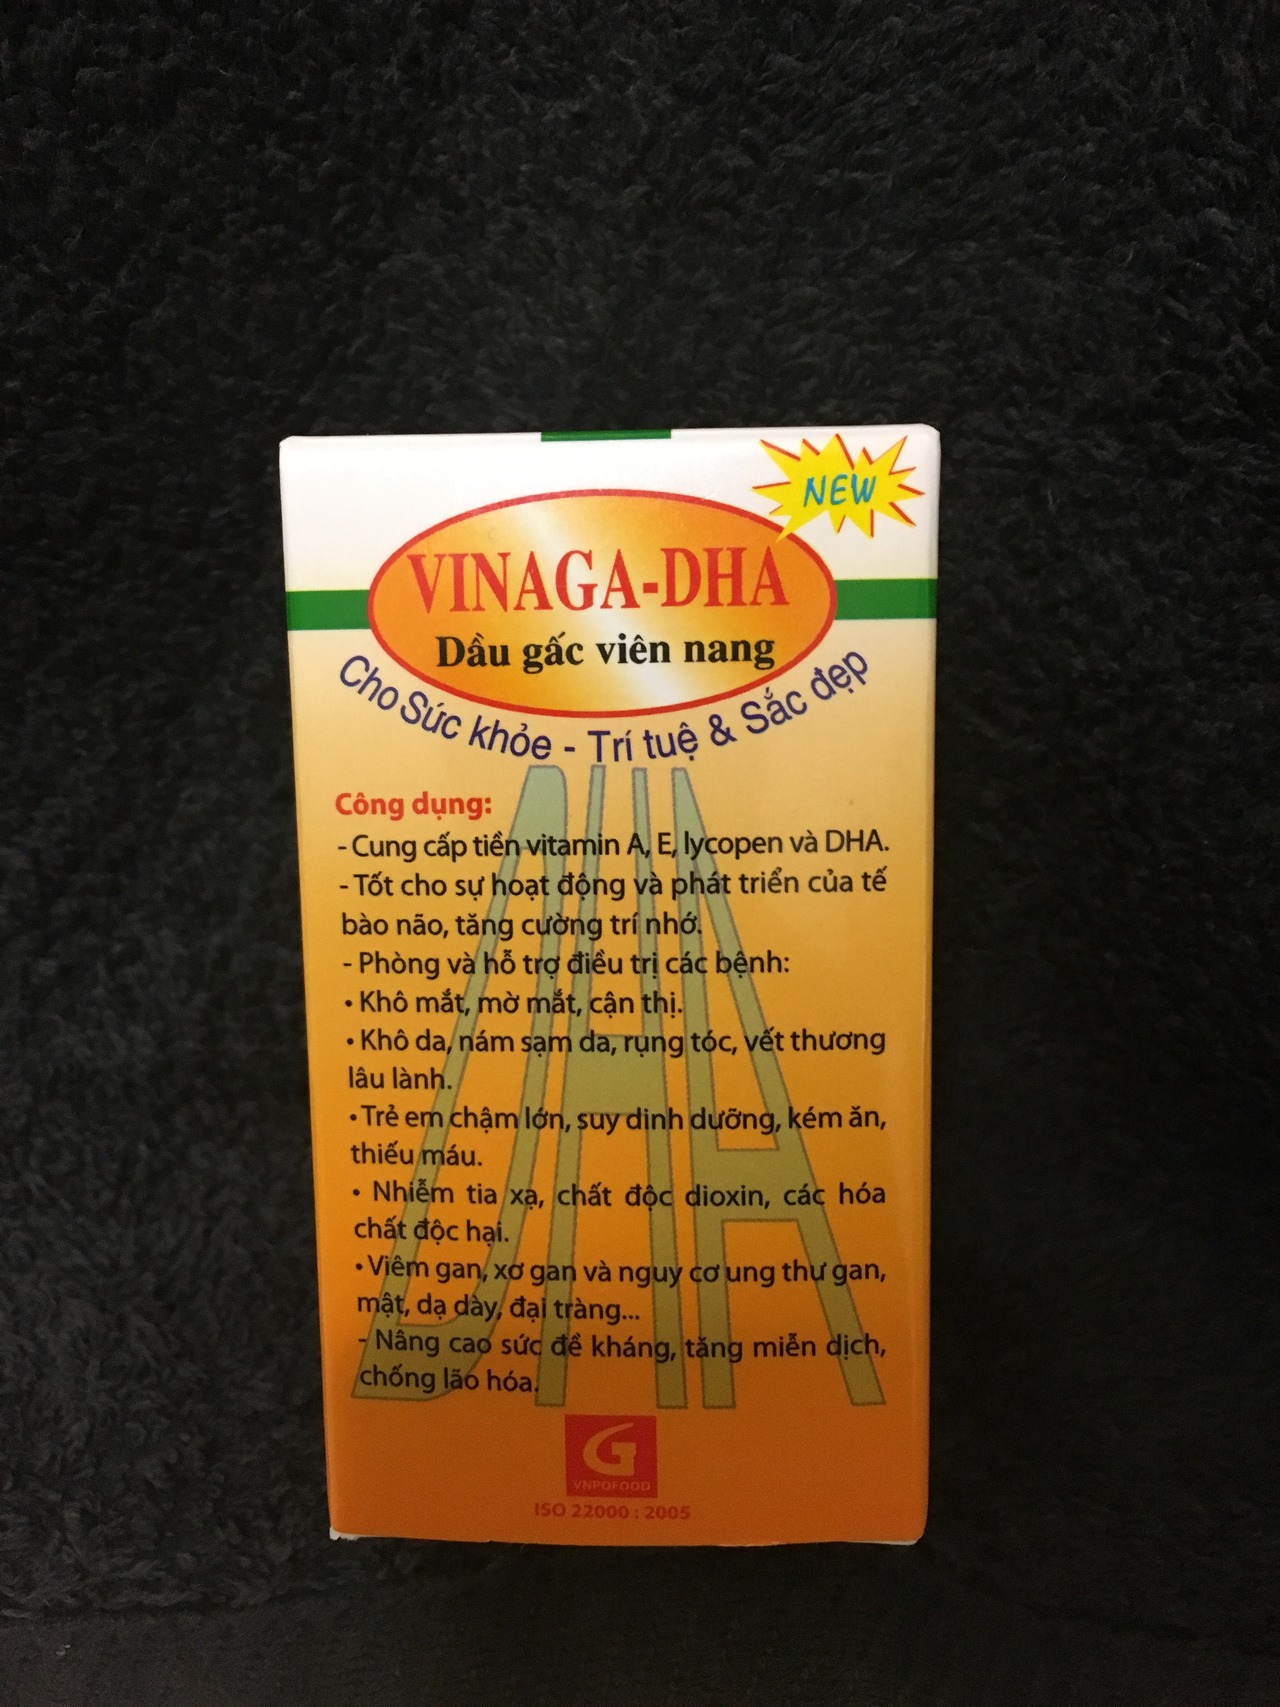 NEW
VINAGA-DHA
Dầu gấc viên nang
Cho Sức khỏe - Trí tuệ & Sắc đẹp
Công dụng:
- Cung cấp tiền vitamin A, E, lycopen và DHA.
- Tốt cho sự hoạt động và phát triển của tế
bào não, tăng cường trí nhớ.
- Phòng và hỗ trợ điều trị các bệnh:
• Khô mắt, mờ mắt, cận thị.
• Khô da, nám sạm da, rụng tóc, vết thương
lâu lành.
• Trẻ em chậm lớn, suy dinh dưỡng, kém ăn,
thiếu máu.
• Nhiễm tia xạ, chất độc dioxin, các hóa
chất độc hại.
• Viêm gan, xơ gan và nguy cơ ung thư gan,
mật, dạ dày, đại tràng...
- Nâng cao sức đề kháng, tăng miễn dịch,
chống lão hóa.
DHA
G
VNPOFOOD
ISO 22000 : 2005